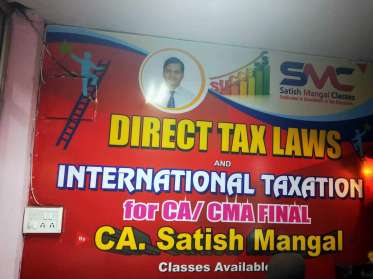 SMC
Satish Mangal Classes
DIRECT TAX LAWS
AND
INTERNATIONAL TAXATION
for CA/ CMA FINAL
CA. Satish Mangal
Classes Available